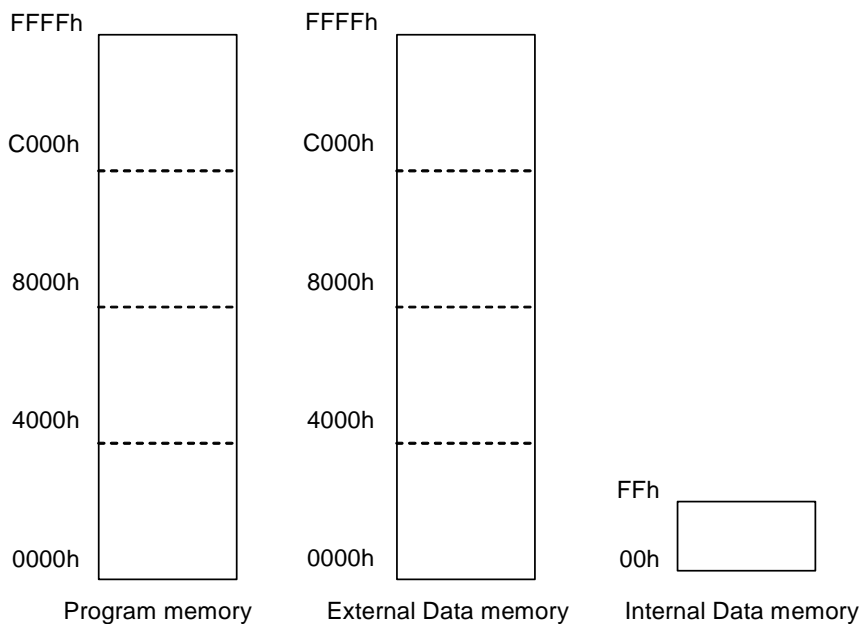 FFFFh
FFFFh
C000h
C000h
8000h
8000h
4000h
4000h
FFh
0000h
0000h
00h
Program memory
External Data memory
Internal Data memory